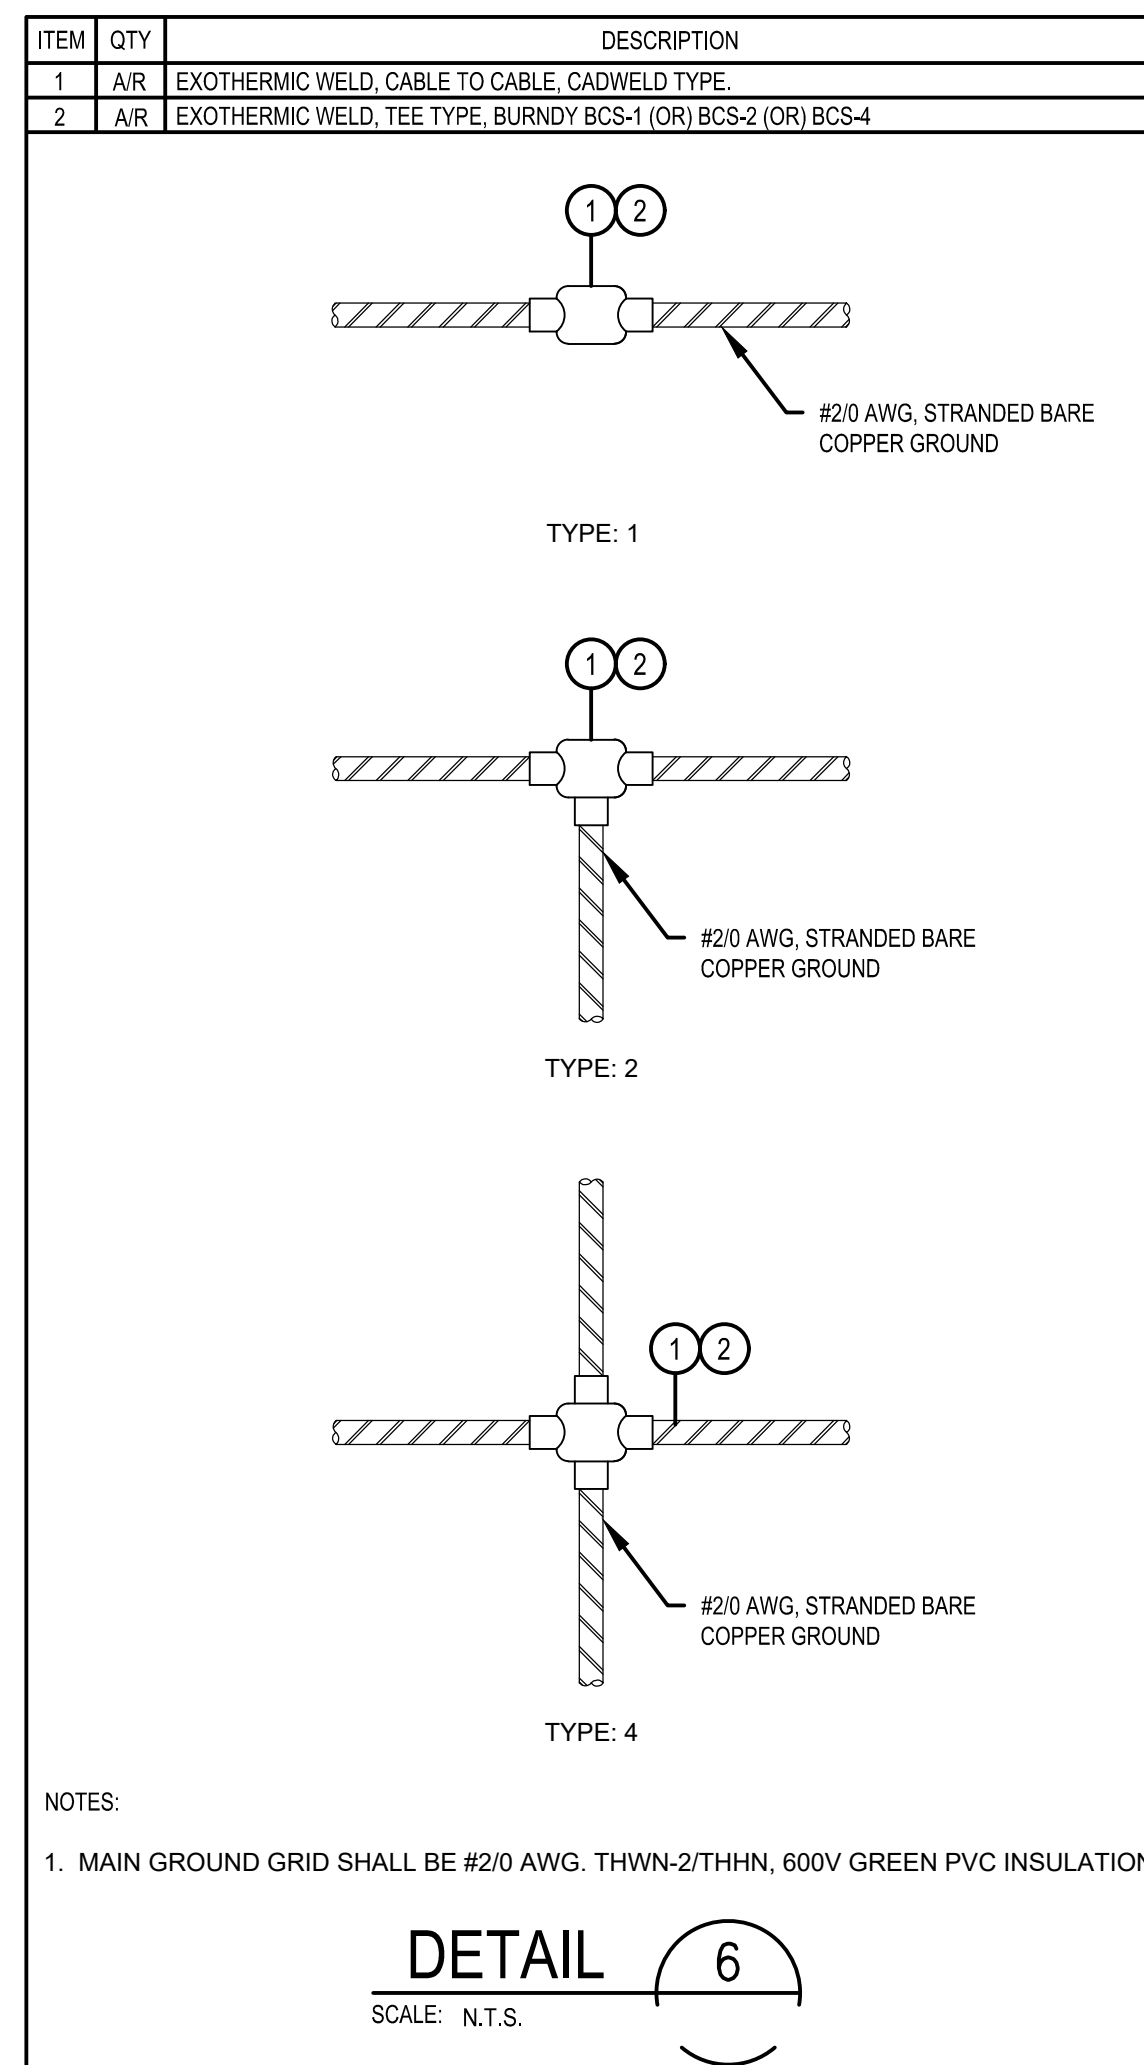 ITEM QTY DESCRIPTION
1 A/R EXOTHERMIC WELD, CABLE TO CABLE, CADWELD TYPE.
2 A/R EXOTHERMIC WELD, TEE TYPE, BURNDY BCS-1 (OR) BCS-2 (OR) BCS-4
1 2
#2/0 AWG, STRANDED BARE
COPPER GROUND
TYPE: 1
1 2
#2/0 AWG, STRANDED BARE
COPPER GROUND
TYPE: 2
1 2
#2/0 AWG, STRANDED BARE
COPPER GROUND
TYPE: 4
NOTES:
1. MAIN GROUND GRID SHALL BE #2/0 AWG. THWN-2/THHN, 600V GREEN PVC INSULATION
DETAIL 6
SCALE: N.T.S.